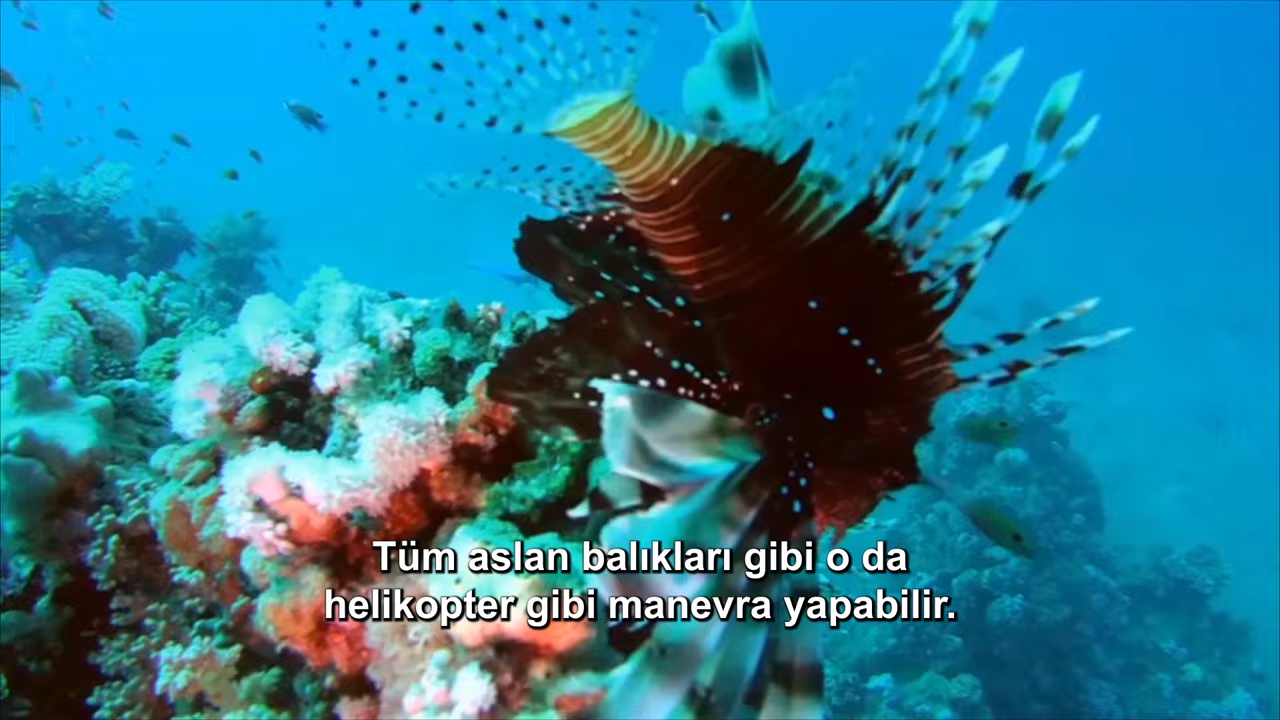 Tüm aslan balıkları gibi o da
helikopter gibi manevra yapabilir.